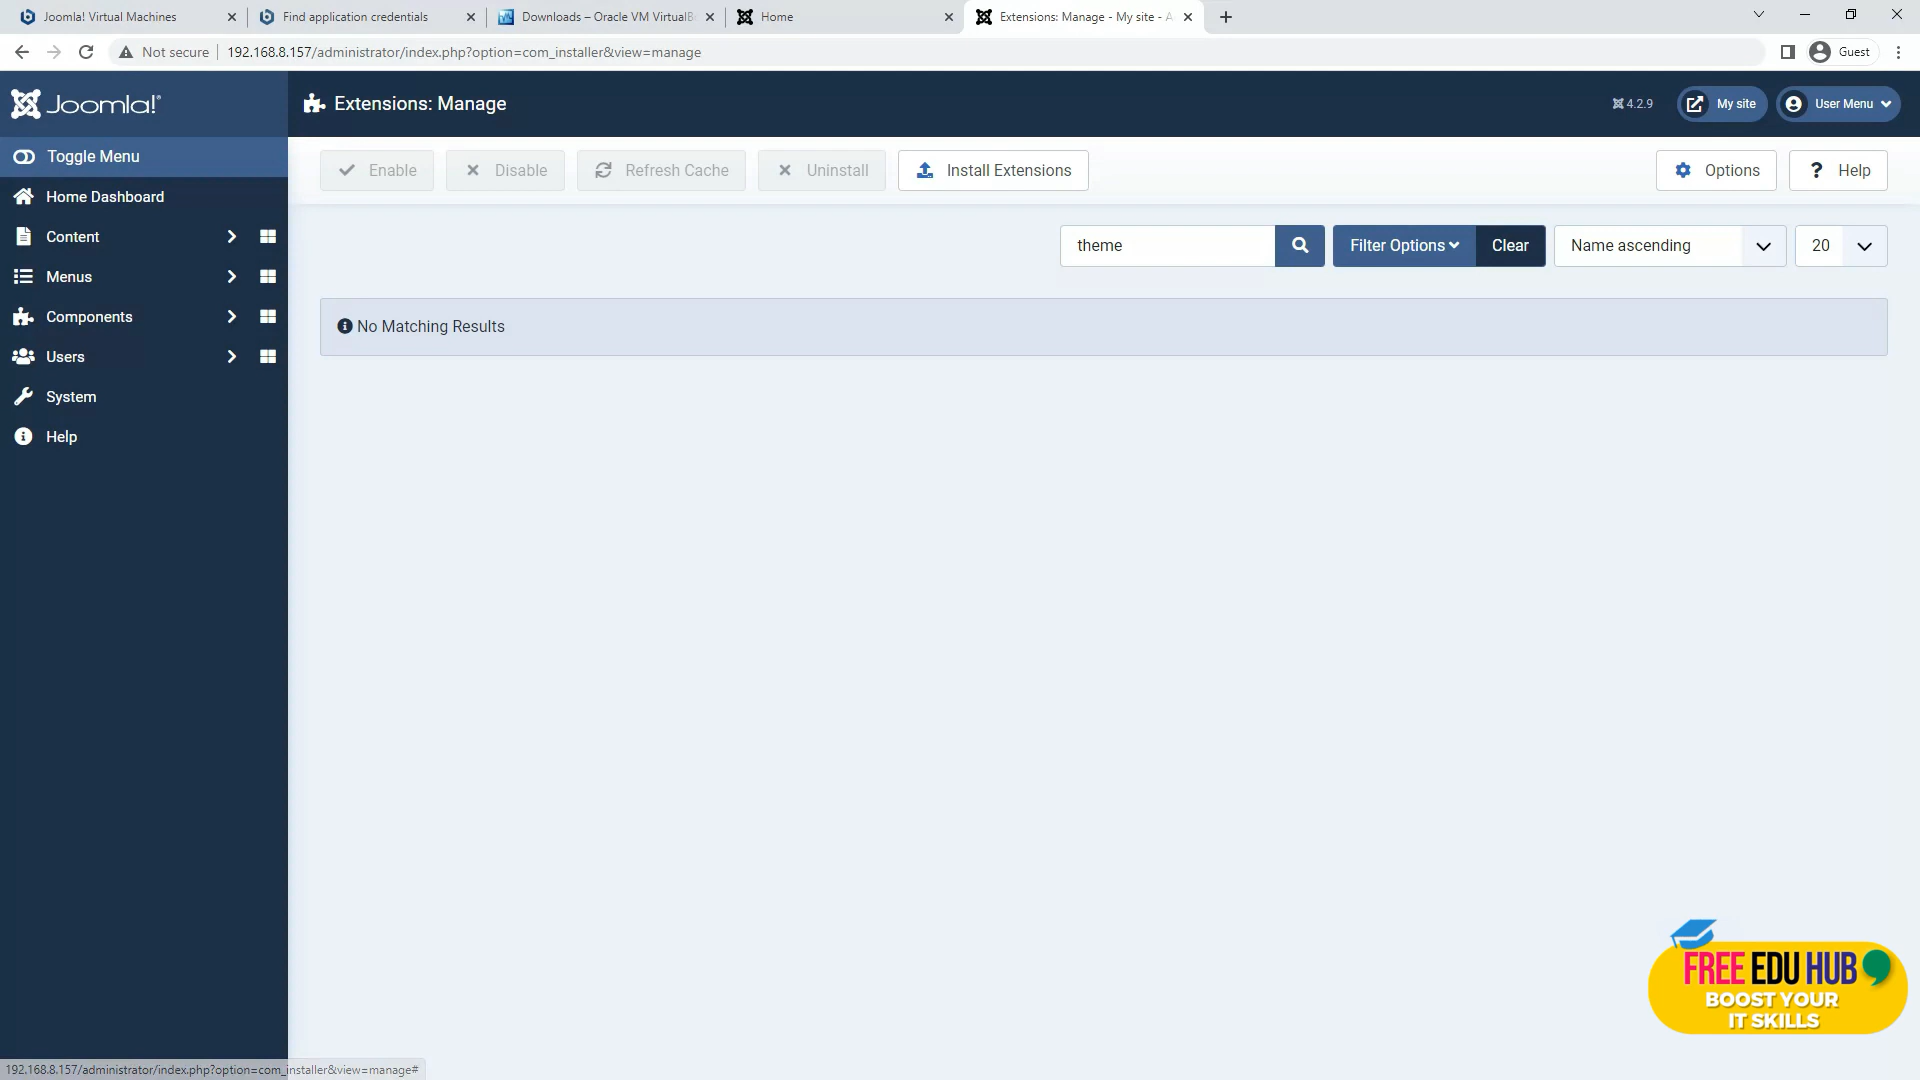 Joomla! Virtual Machines
Find application credentials
Downloads – Oracle VM VirtualB
Home
Extensions: Manage - My site - A
Not secure
192.168.8.157/administrator/index.php?option=com_installer&view=manage
Guest
Joomla!®
Extensions: Manage
4.2.9
My site
User Menu
Toggle Menu
Enable
Disable
Refresh Cache
Uninstall
Install Extensions
Options
? Help
Home Dashboard
Content
Menus
Components
Users
System
Help
theme
Filter Options
Clear
Name ascending
20
No Matching Results
FREE EDU HUB
BOOST YOUR
IT SKILLS
192.168.8.157/administrator/index.php?option=com_installer&view=manage#